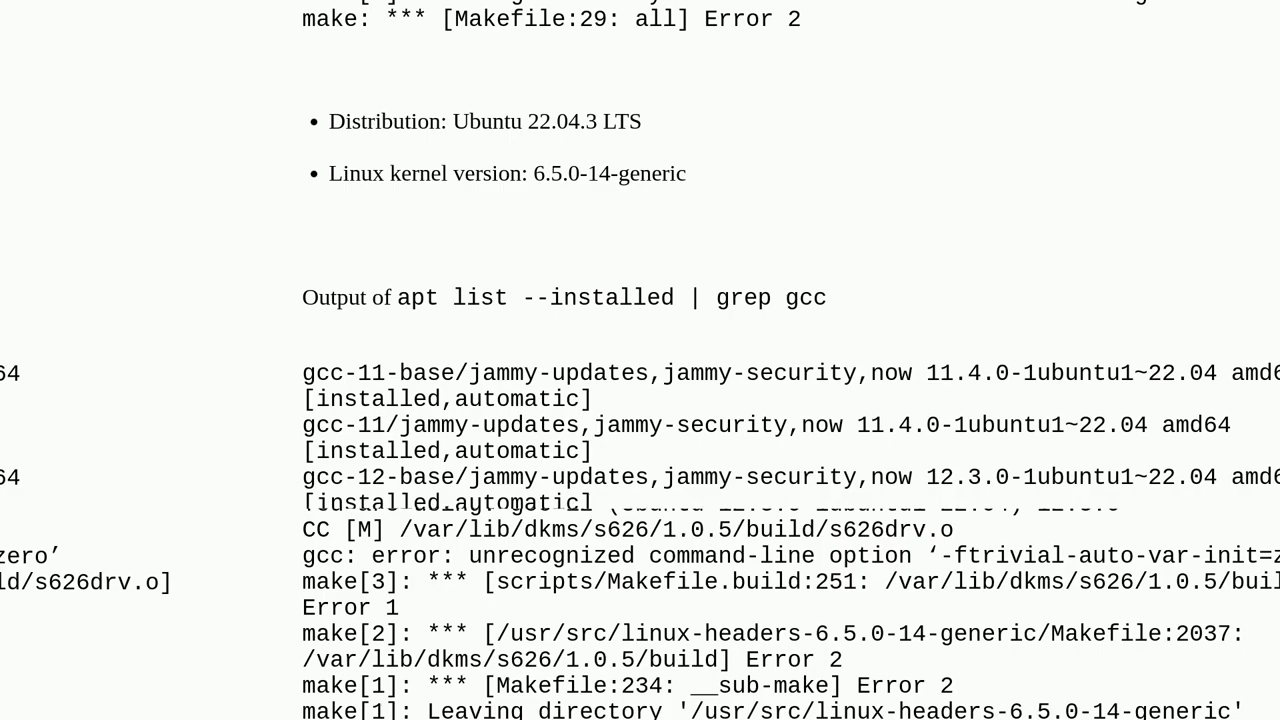 make: *** [Makefile:29: all] Error 2
• Distribution: Ubuntu 22.04.3 LTS
• Linux kernel version: 6.5.0-14-generic
Output of apt list --installed | grep gcc
64 gcc-11-base/jammy-updates,jammy-security,now 11.4.0-1ubuntu1~22.04 amd6
[installed,automatic]
gcc-11/jammy-updates,jammy-security,now 11.4.0-1ubuntu1~22.04 amd64
[installed,automatic]
64 gcc-12-base/jammy-updates,jammy-security,now 12.3.0-1ubuntu1~22.04 amd6
[installed,automatic]
CC [M] /var/lib/dkms/s626/1.0.5/build/s626drv.o
zero’ gcc: error: unrecognized command-line option ‘-ftrivial-auto-var-init=z
ld/s626drv.o] make[3]: *** [scripts/Makefile.build:251: /var/lib/dkms/s626/1.0.5/buil
Error 1
make[2]: *** [/usr/src/linux-headers-6.5.0-14-generic/Makefile:2037:
/var/lib/dkms/s626/1.0.5/build] Error 2
make[1]: *** [Makefile:234: __sub-make] Error 2
make[1]: Leaving directory '/usr/src/linux-headers-6.5.0-14-generic'